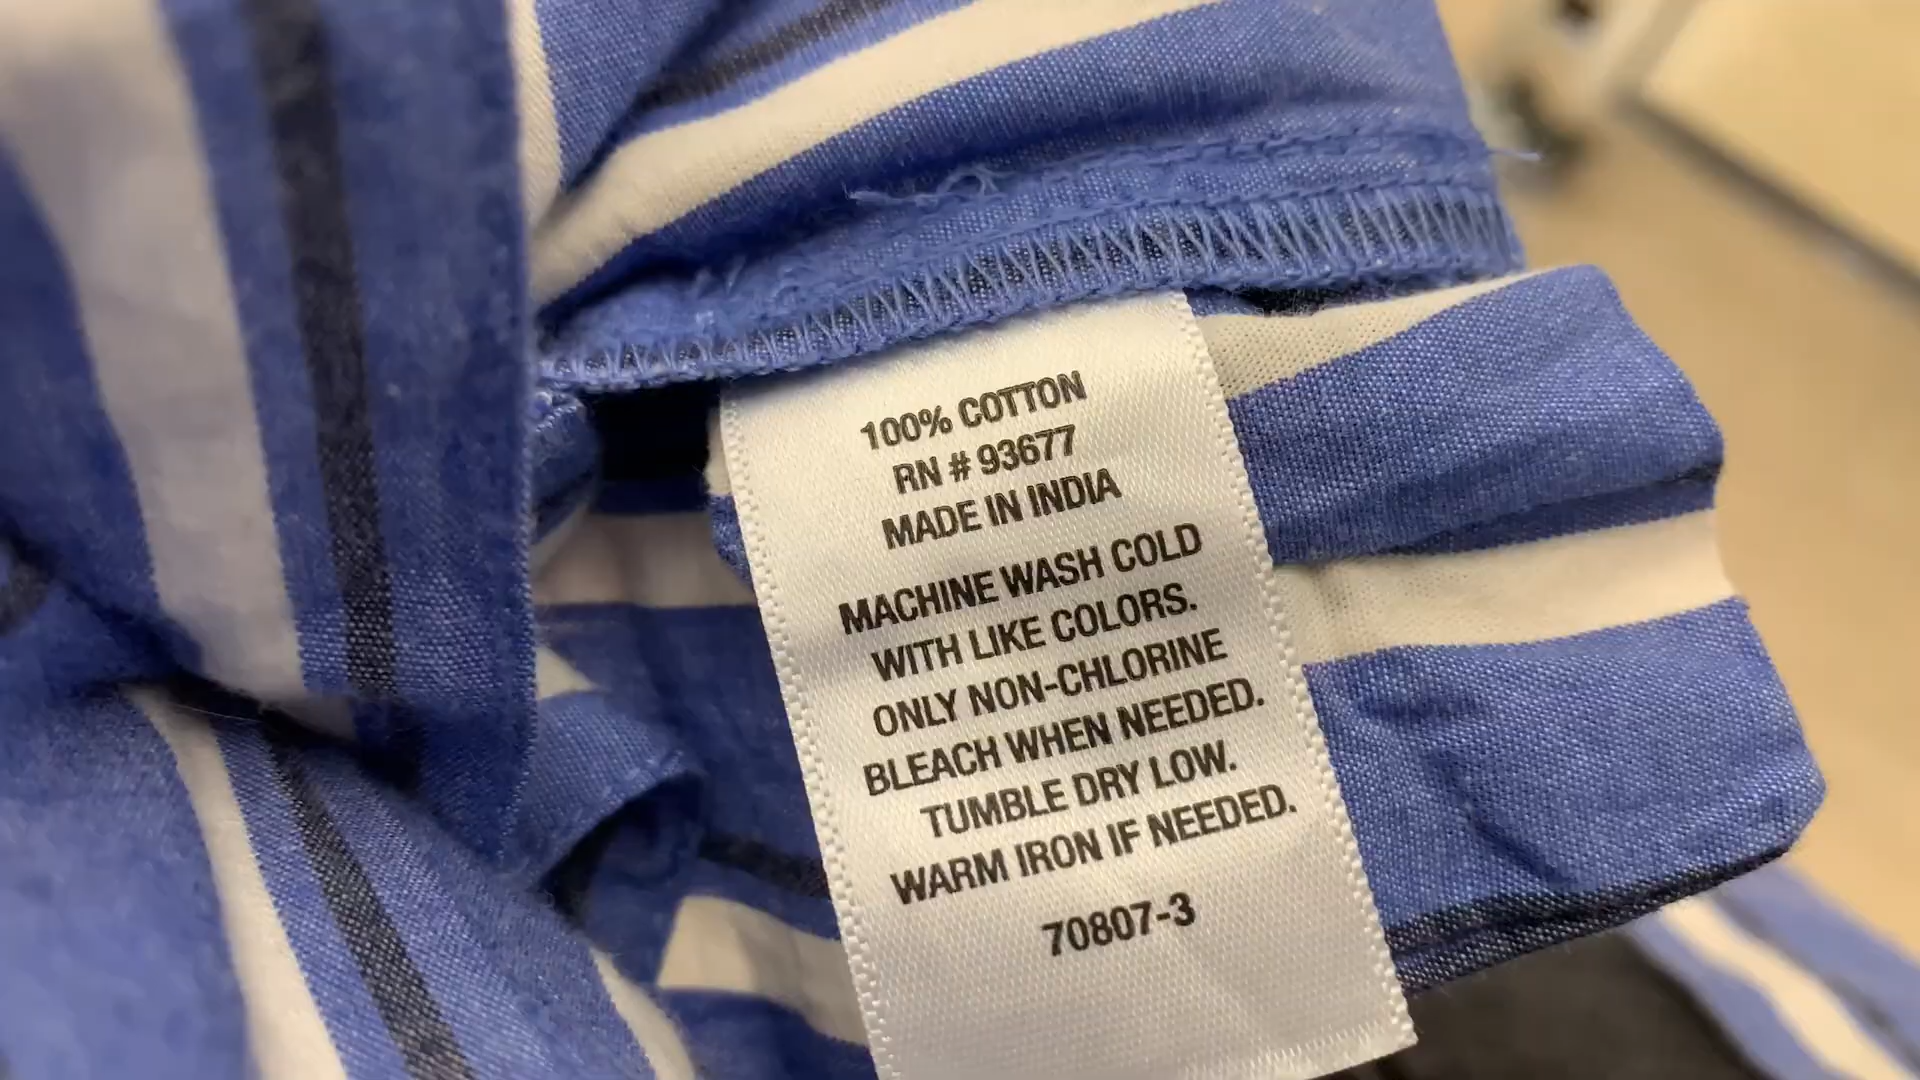 100% COTTON
RN # 93677
MADE IN INDIA
MACHINE WASH COLD
WITH LIKE COLORS.
ONLY NON-CHLORINE
BLEACH WHEN NEEDED.
TUMBLE DRY LOW.
WARM IRON IF NEEDED.
70807-3